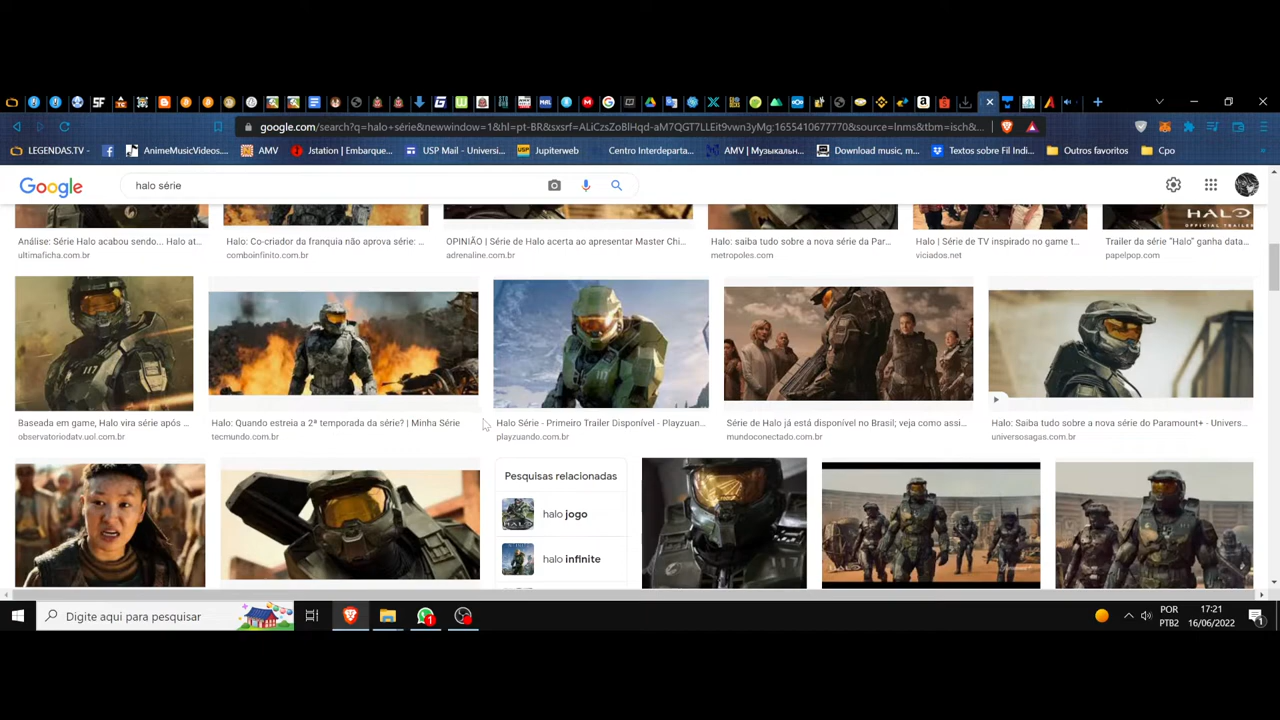 google.com/search?q=halo+série&newwindow=1&hl=pt-BR&sxsrf=ALiCzsZoBIHqd-aM7QGT7LLEit9vwn3yMg:1655410677770&source=lnms&tbm=isch&...
LEGENDAS.TV - AnimeMusicVideos... AMV Jstation | Embarque... USP Mail - Universi... Jupiterweb Centro Interdeparta... AMV | Музыкальн... Download music, m... Textos sobre Fil Indi... Outros favoritos Cpo
Google halo série
HALO
Análise: Série Halo acabou sendo... Halo at... Halo: Co-criador da franquia não aprova série: ... OPINIÃO | Série de Halo acerta ao apresentar Master Chi... Halo: saiba tudo sobre a nova série da Par... Halo | Série de TV inspirado no game t... Trailer da série "Halo" ganha data...
ultimaficha.com.br comboinfinito.com.br adrenaline.com.br metropoles.com viciados.net papelpop.com
117
Baseada em game, Halo vira série após ... Halo: Quando estreia a 2ª temporada da série? | Minha Série Halo Série - Primeiro Trailer Disponível - Playzuan... Série de Halo já está disponível no Brasil; veja como assi... Halo: Saiba tudo sobre a nova série do Paramount+ - Univers...
observatoriodatv.uol.com.br tecmundo.com.br playzuando.com.br mundoconectado.com.br universosagas.com.br
Pesquisas relacionadas
halo jogo
halo infinite
Digite aqui para pesquisar
1
POR
PTB2
17:21
16/06/2022
1